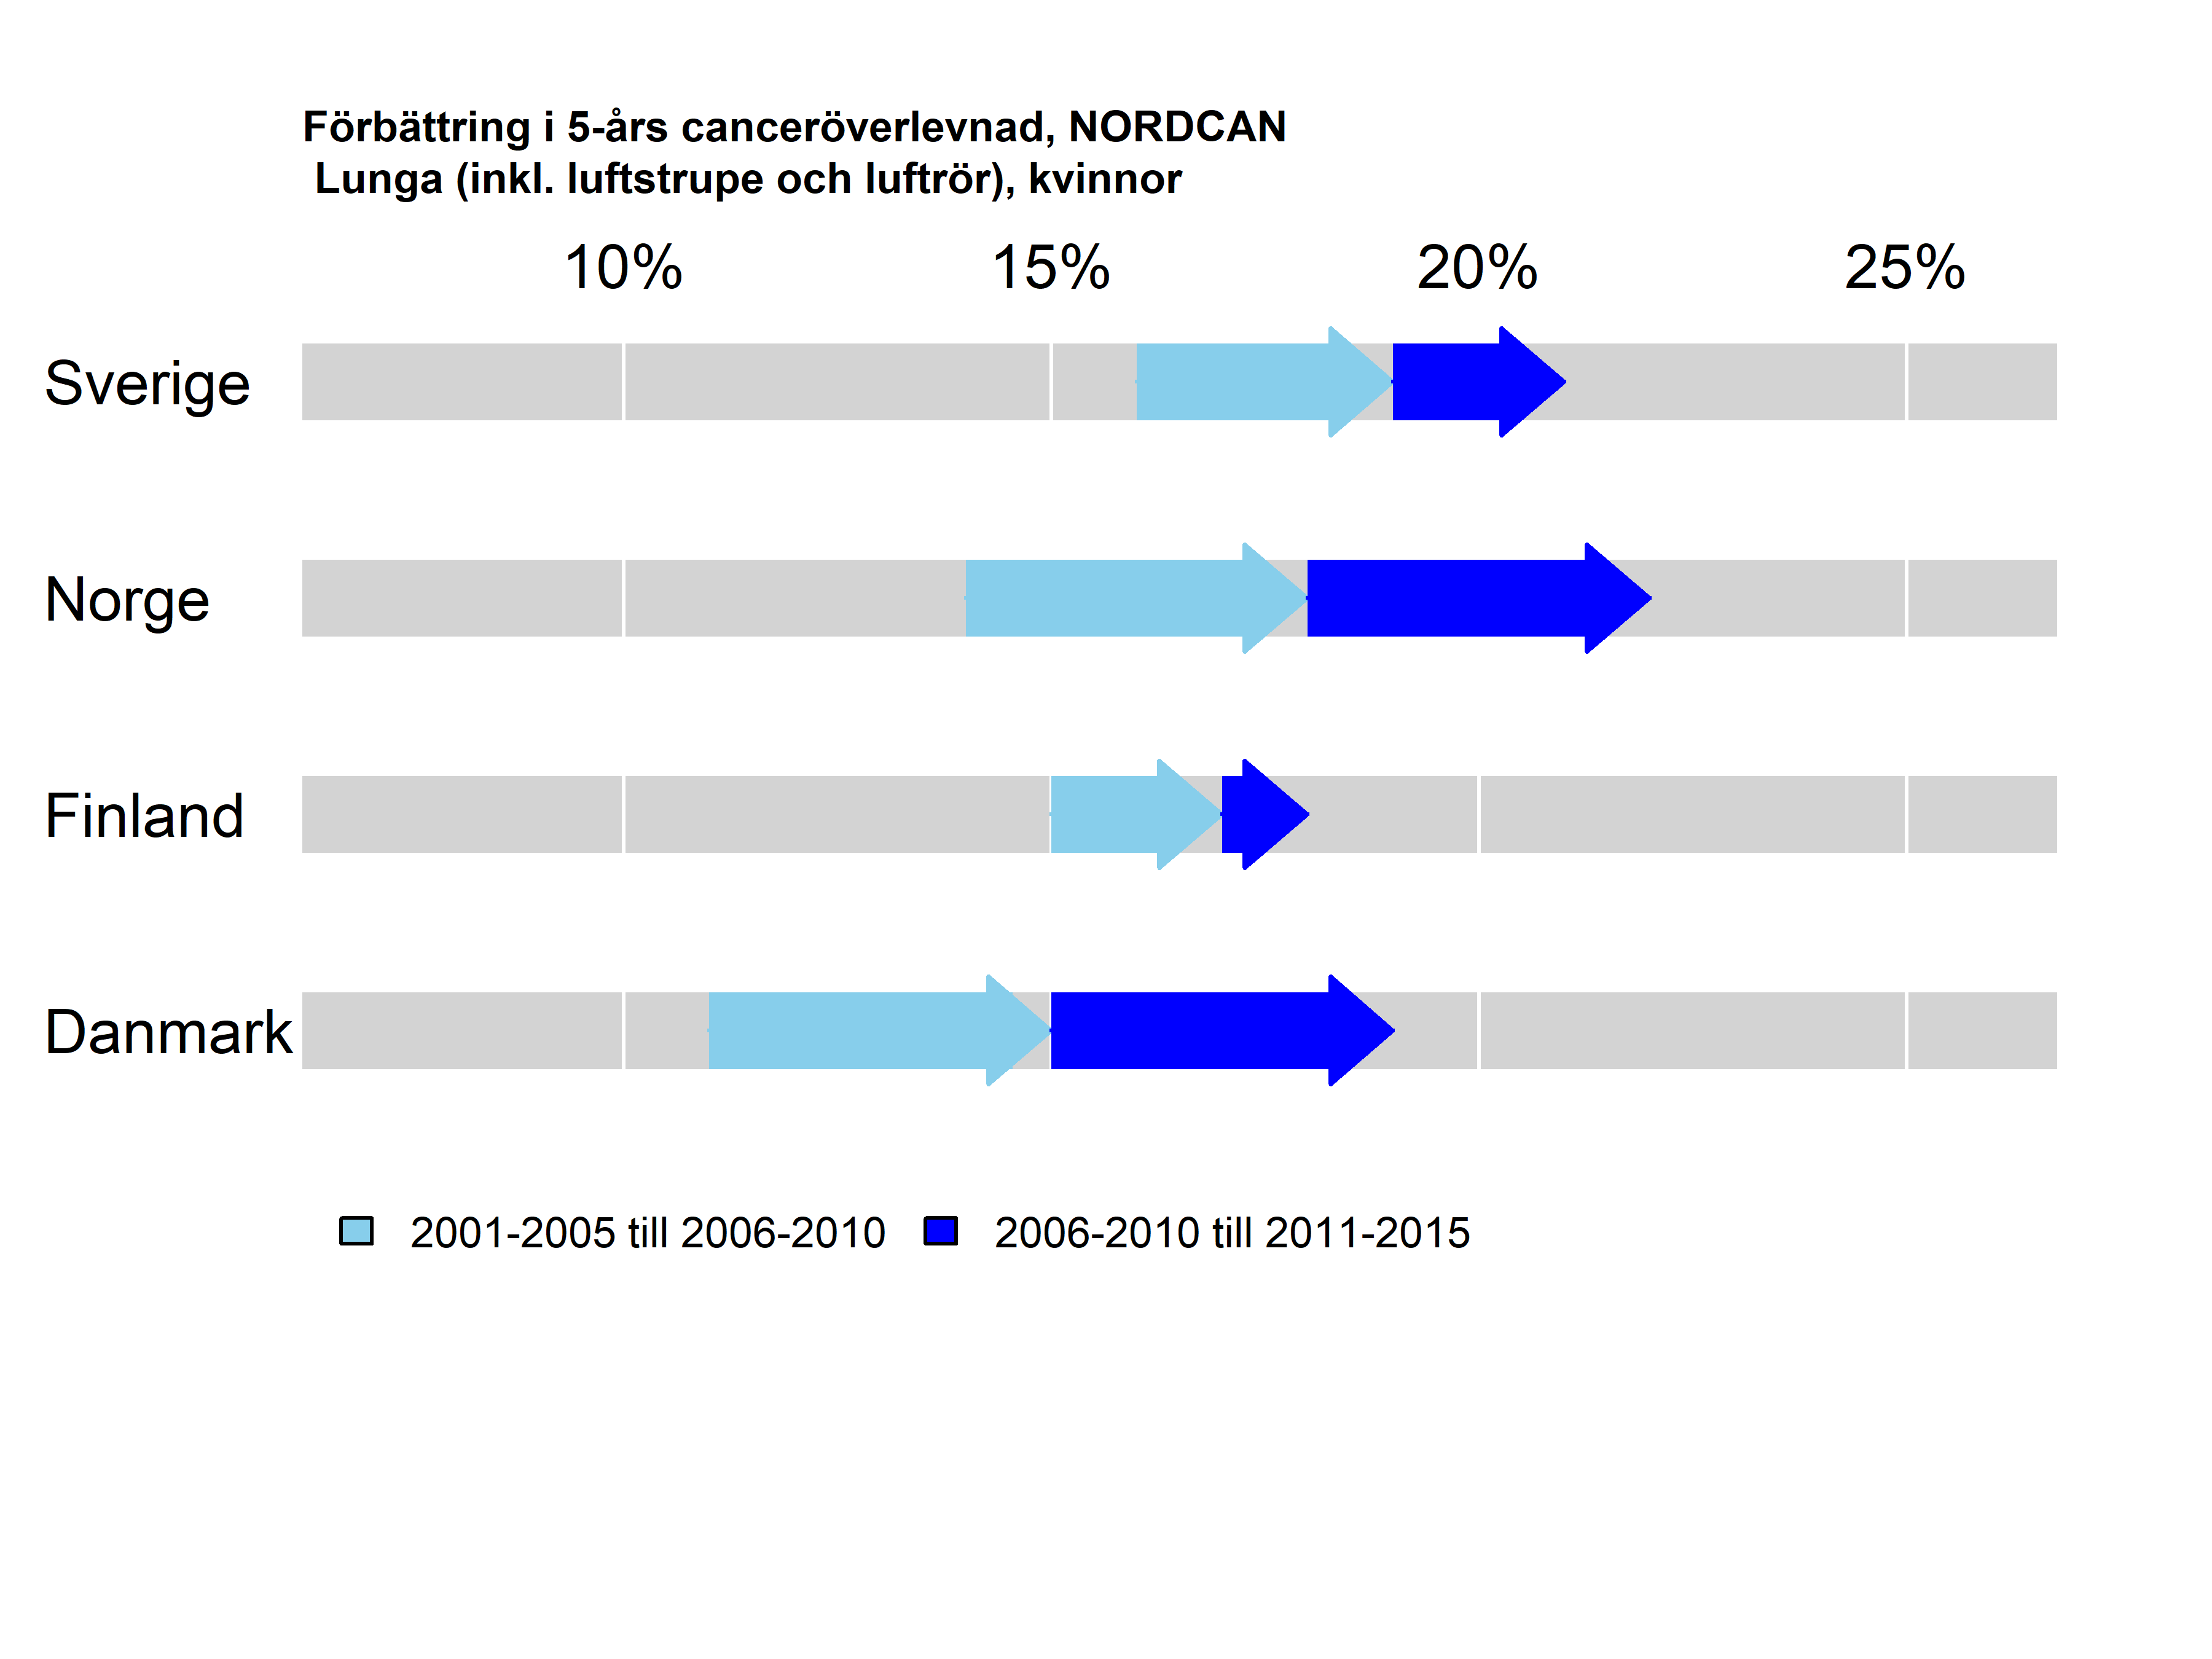 Förbättring i 5-års canceröverlevnad, NORDCAN
Lunga (inkl. luftstrupe och luftrör), kvinnor
10% 15% 20% 25%
Sverige
Norge
Finland
Danmark
2001-2005 till 2006-2010 2006-2010 till 2011-2015